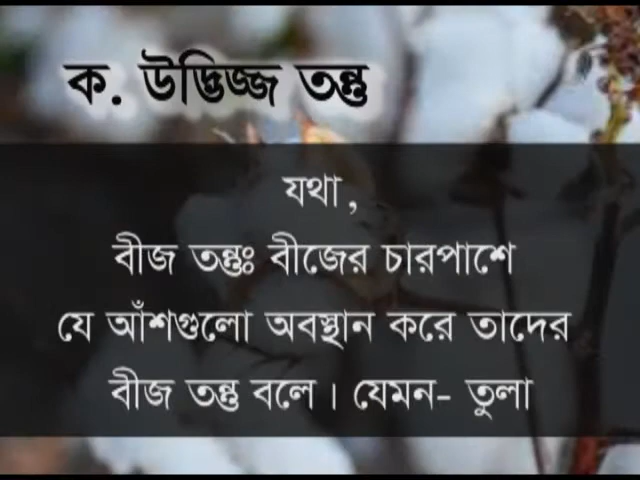 ক. উদ্ভিজ্জ তন্তু
যথা,
বীজ তন্তুঃ বীজের চারপাশে
যে আঁশগুলো অবস্থান করে তাদের
বীজ তন্তু বলে। যেমন- তুলা